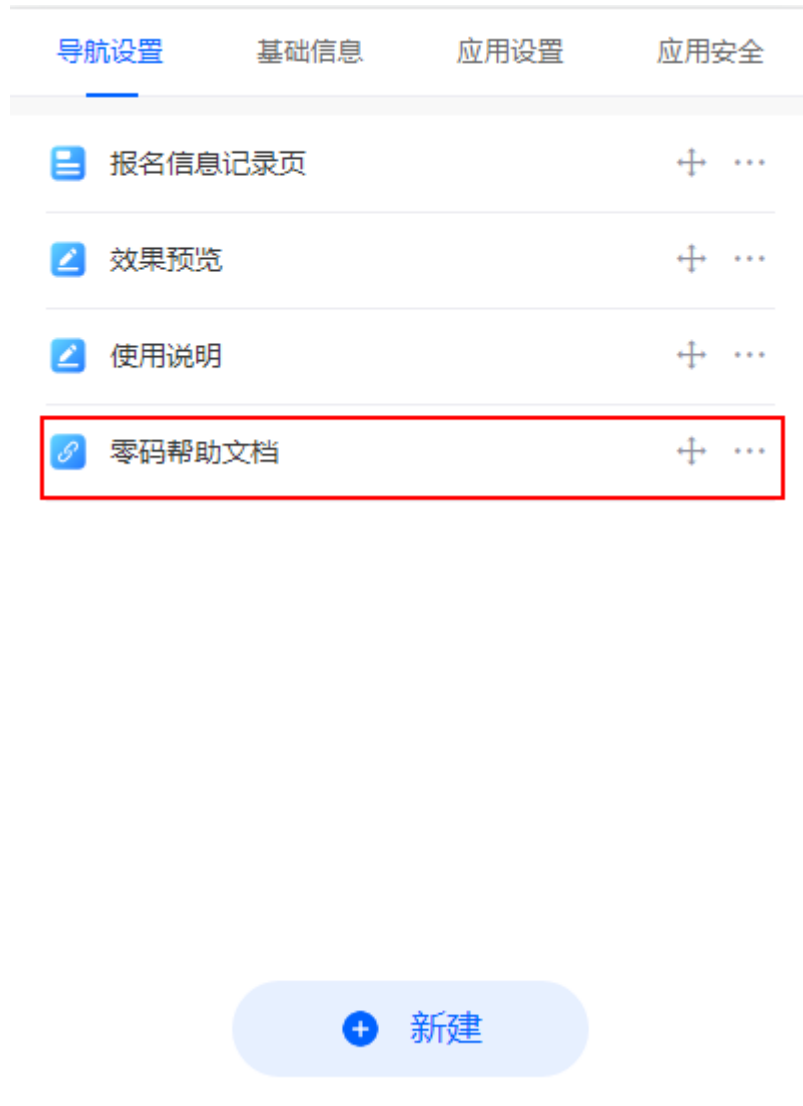 导航设置 基础信息 应用设置 应用安全
报名信息记录页
效果预览
使用说明
零码帮助文档
新建